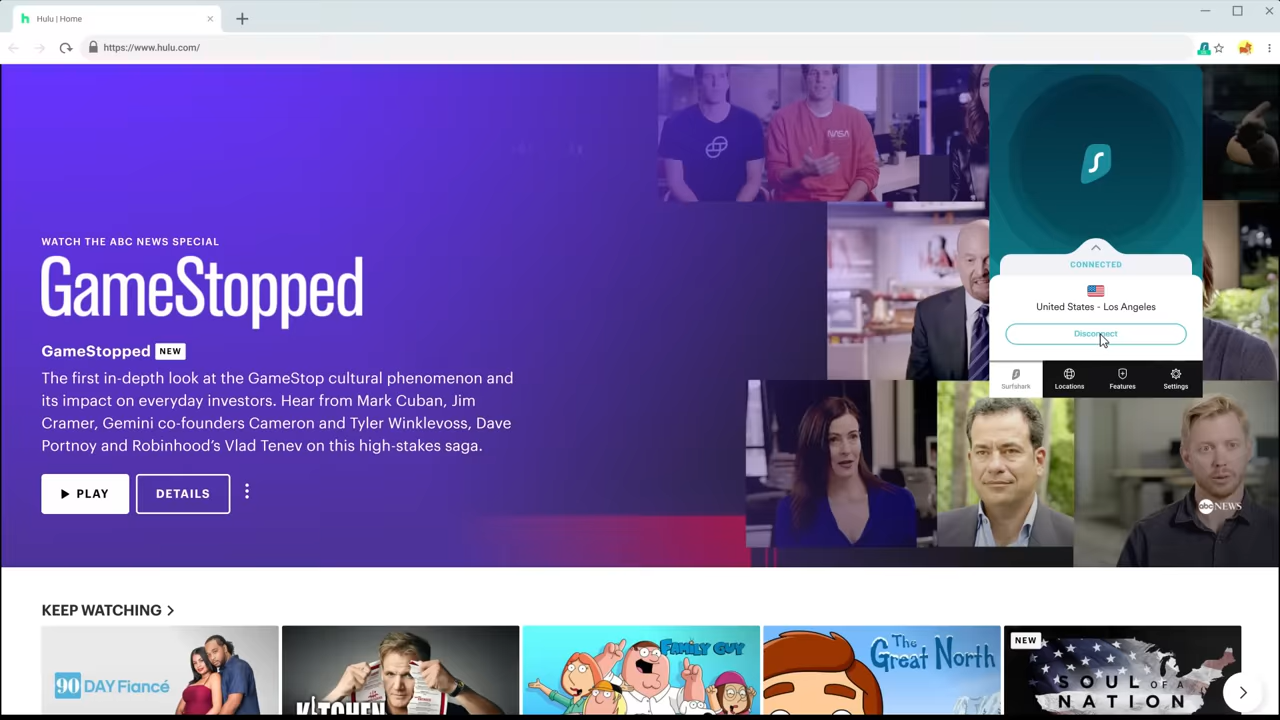 Hulu | Home
https://www.hulu.com/
WATCH THE ABC NEWS SPECIAL
GameStopped
GameStopped NEW
The first in-depth look at the GameStop cultural phenomenon and
its impact on everyday investors. Hear from Mark Cuban, Jim
Cramer, Gemini co-founders Cameron and Tyler Winklevoss, Dave
Portnoy and Robinhood's Vlad Tenev on this high-stakes saga.
PLAY
DETAILS
NASA
CONNECTED
United States - Los Angeles
Disconnect
Surfshark
Locations
Features
Settings
abc NEWS
KEEP WATCHING
90 DAY Fiancé
KITCHEN
FAMILY GUY
The
Great North
NEW
SOUL OF A
NATION